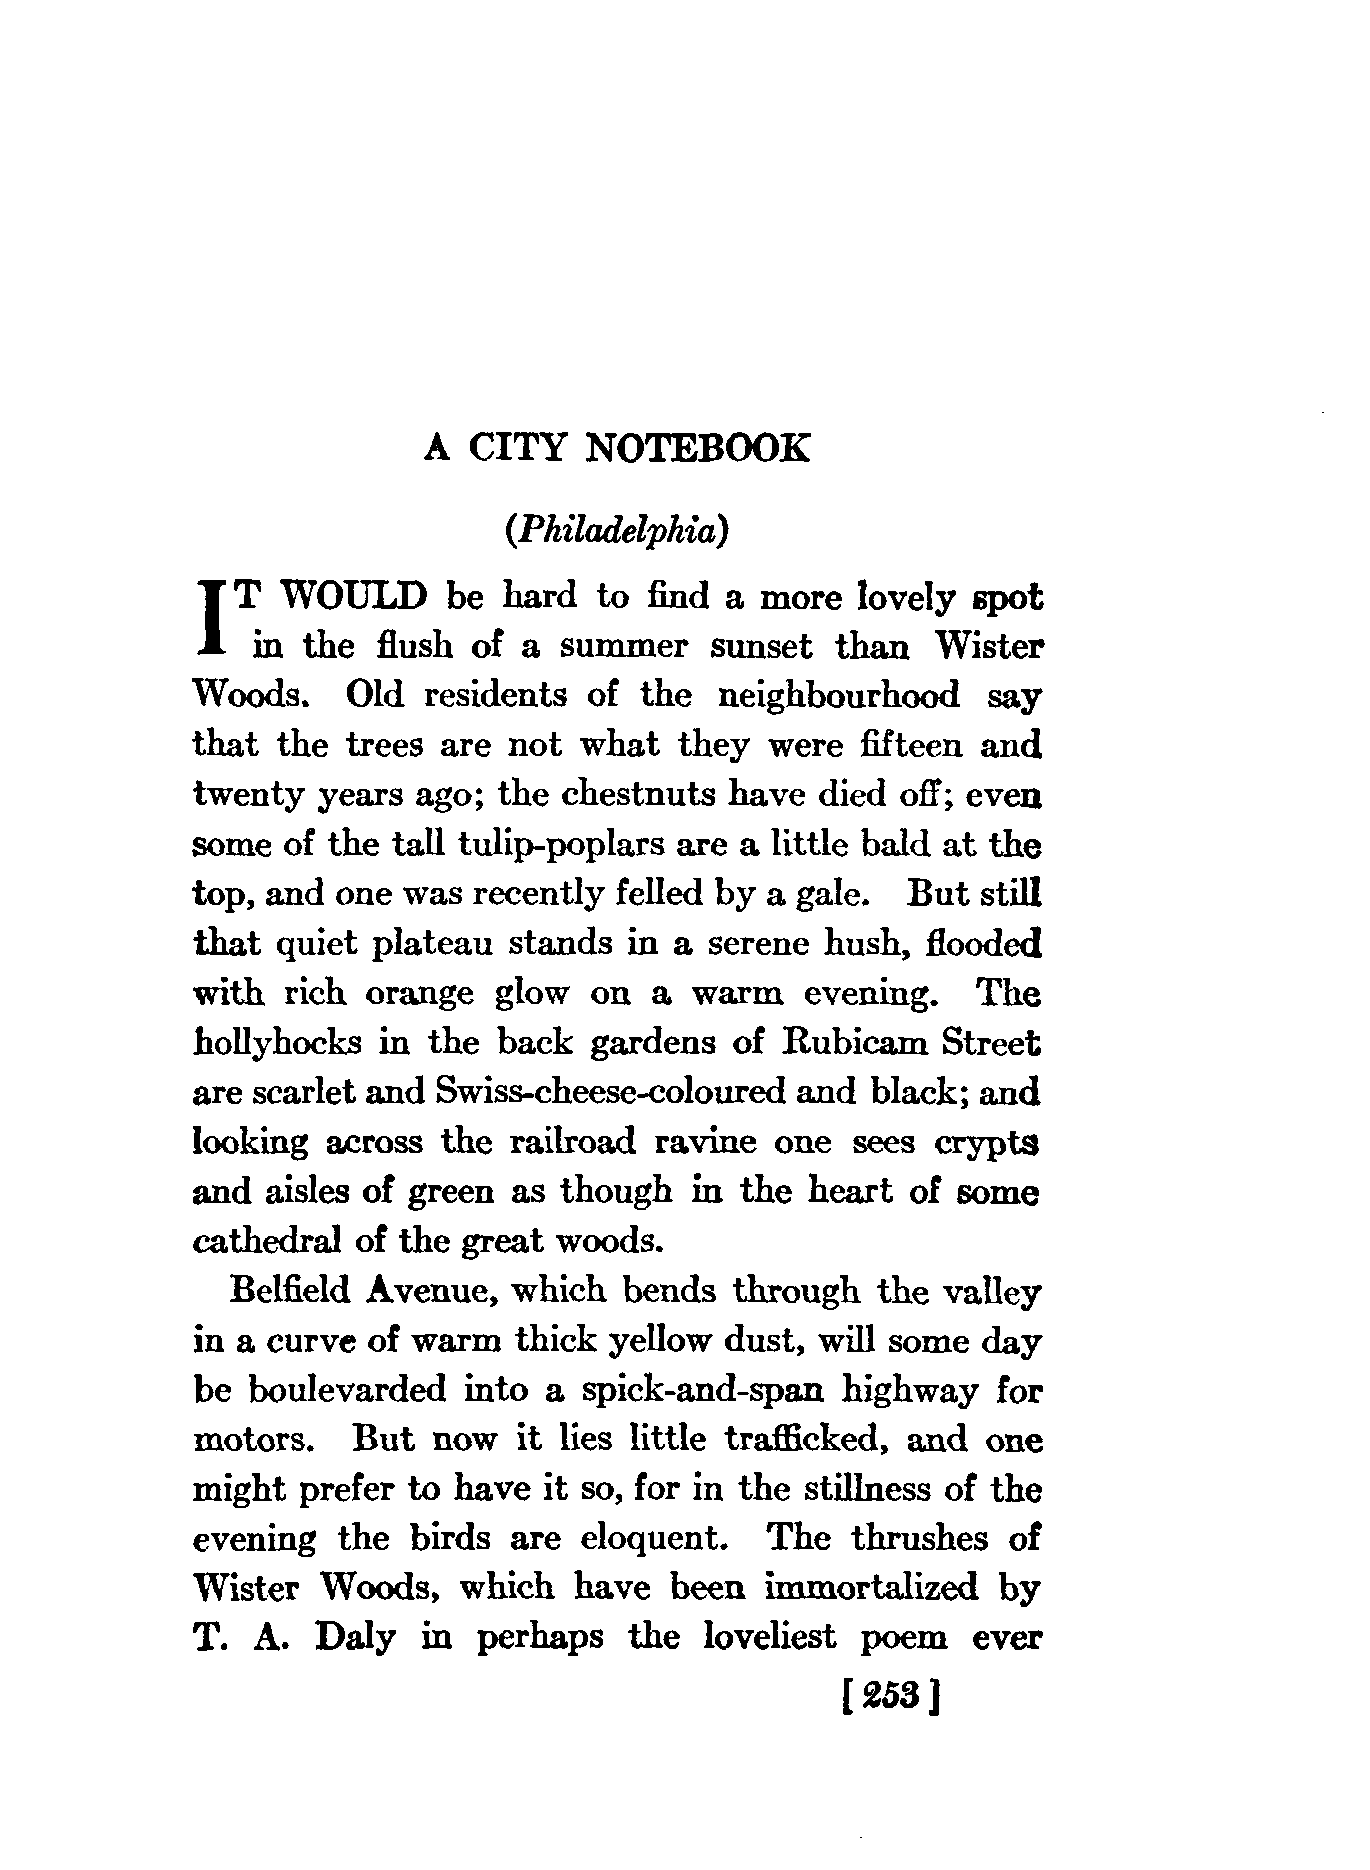 A CITY NOTEBOOK
(Philadelphia)
IT WOULD be hard to find a more lovely spot
in the flush of a summer sunset than Wister
Woods. Old residents of the neighbourhood say
that the trees are not what they were fifteen and
twenty years ago; the chestnuts have died off; even
some of the tall tulip-poplars are a little bald at the
top, and one was recently felled by a gale. But still
that quiet plateau stands in a serene hush, flooded
with rich orange glow on a warm evening. The
hollyhocks in the back gardens of Rubicam Street
are scarlet and Swiss-cheese-coloured and black; and
looking across the railroad ravine one sees crypts
and aisles of green as though in the heart of some
cathedral of the great woods.
Belfield Avenue, which bends through the valley
in a curve of warm thick yellow dust, will some day
be boulevarded into a spick-and-span highway for
motors. But now it lies little trafficked, and one
might prefer to have it so, for in the stillness of the
evening the birds are eloquent. The thrushes of
Wister Woods, which have been immortalized by
T. A. Daly in perhaps the loveliest poem ever
[253]